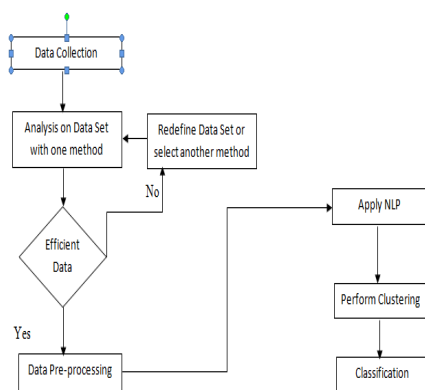 Data Collection
Analysis on Data Set
with one method
Redefine Data Set or
select another method
No
Efficient
Data
Yes
Data Pre-processing
Apply NLP
Perform Clustering
Classification